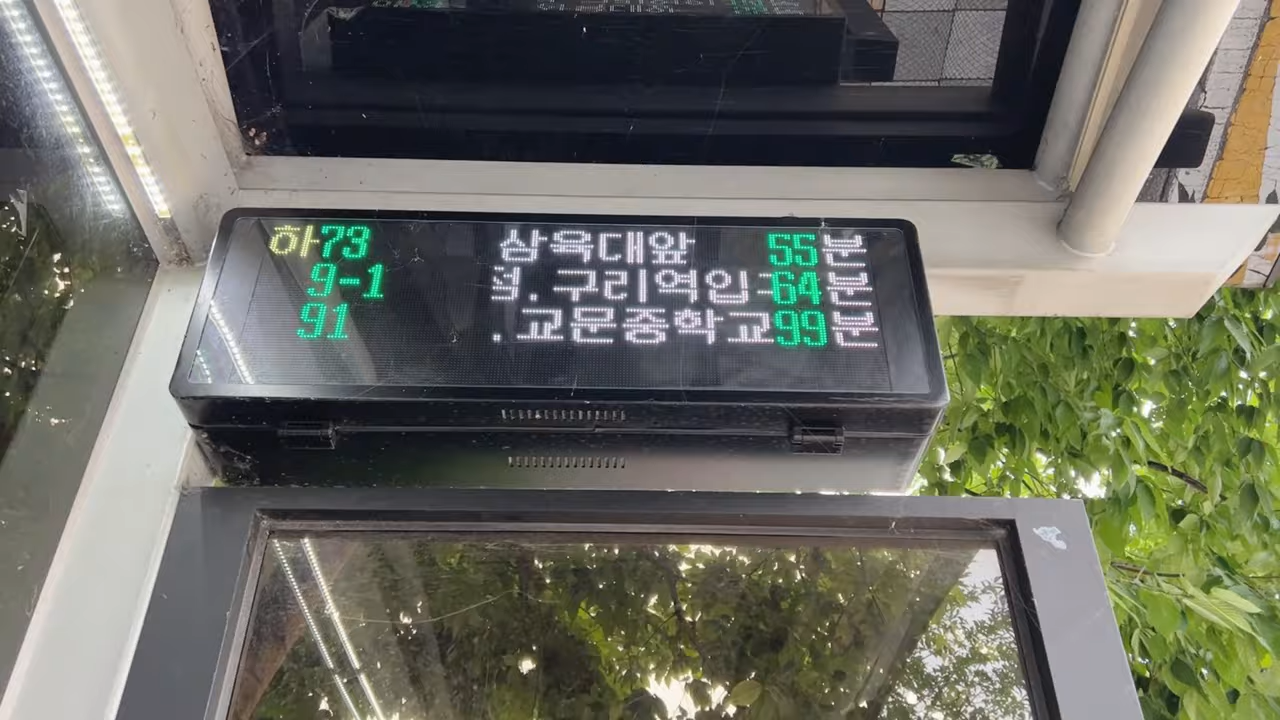 하73 삼육대앞 55분
9-1 . 구리역입 64분
91 . 교문중학교 99분